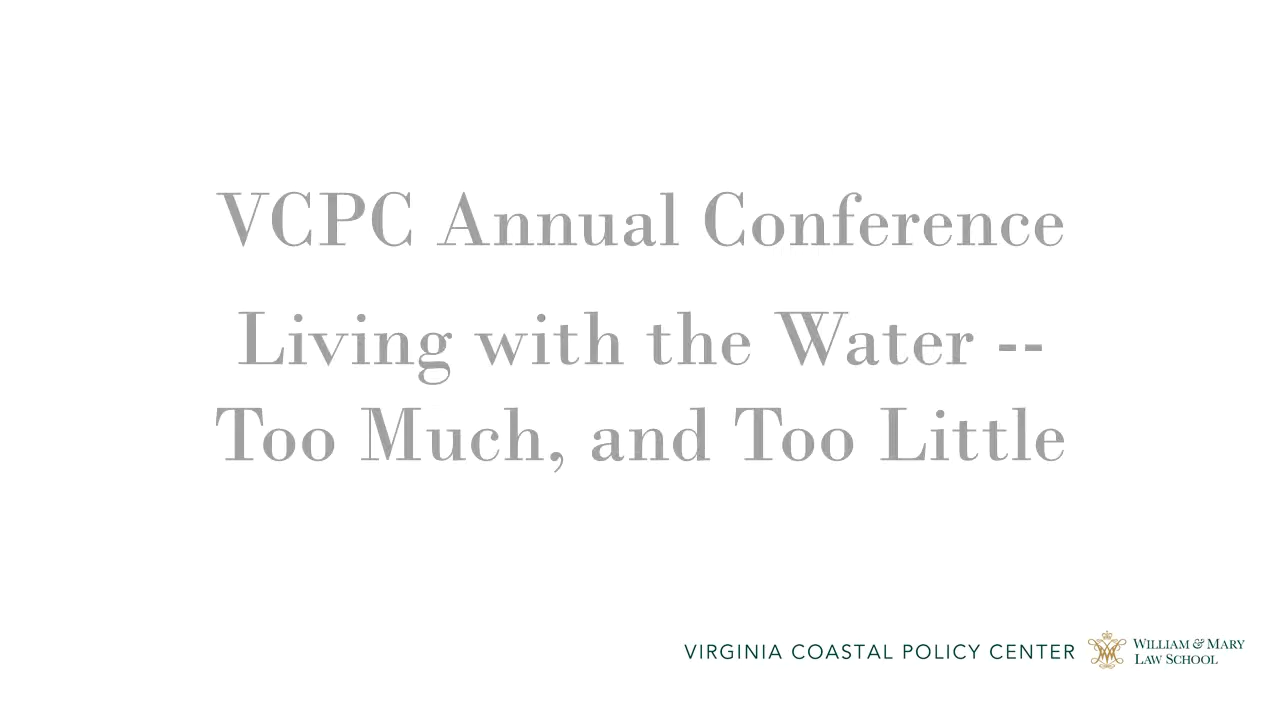 VCPC Annual Conference
Living with the Water --
Too Much, and Too Little
VIRGINIA COASTAL POLICY CENTER
WILLIAM & MARY
LAW SCHOOL